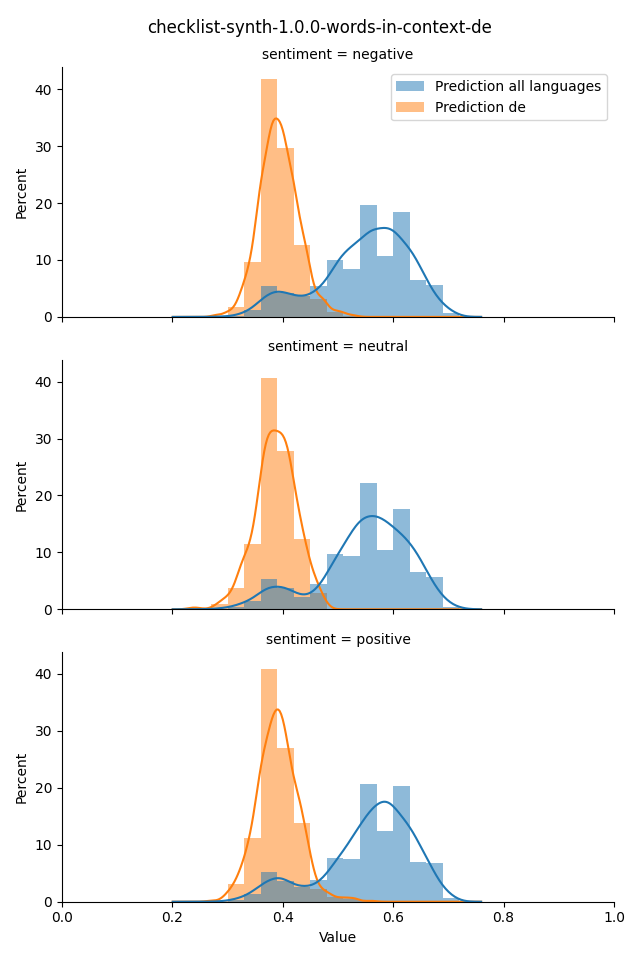 checklist-synth-1.0.0-words-in-context-de
sentiment = negative
Prediction all languages
Prediction de
40
30
20
10
0
Percent
sentiment = neutral
40
30
20
10
0
Percent
sentiment = positive
40
30
20
10
0
Percent
0.0 0.2 0.4 0.6 0.8 1.0
Value